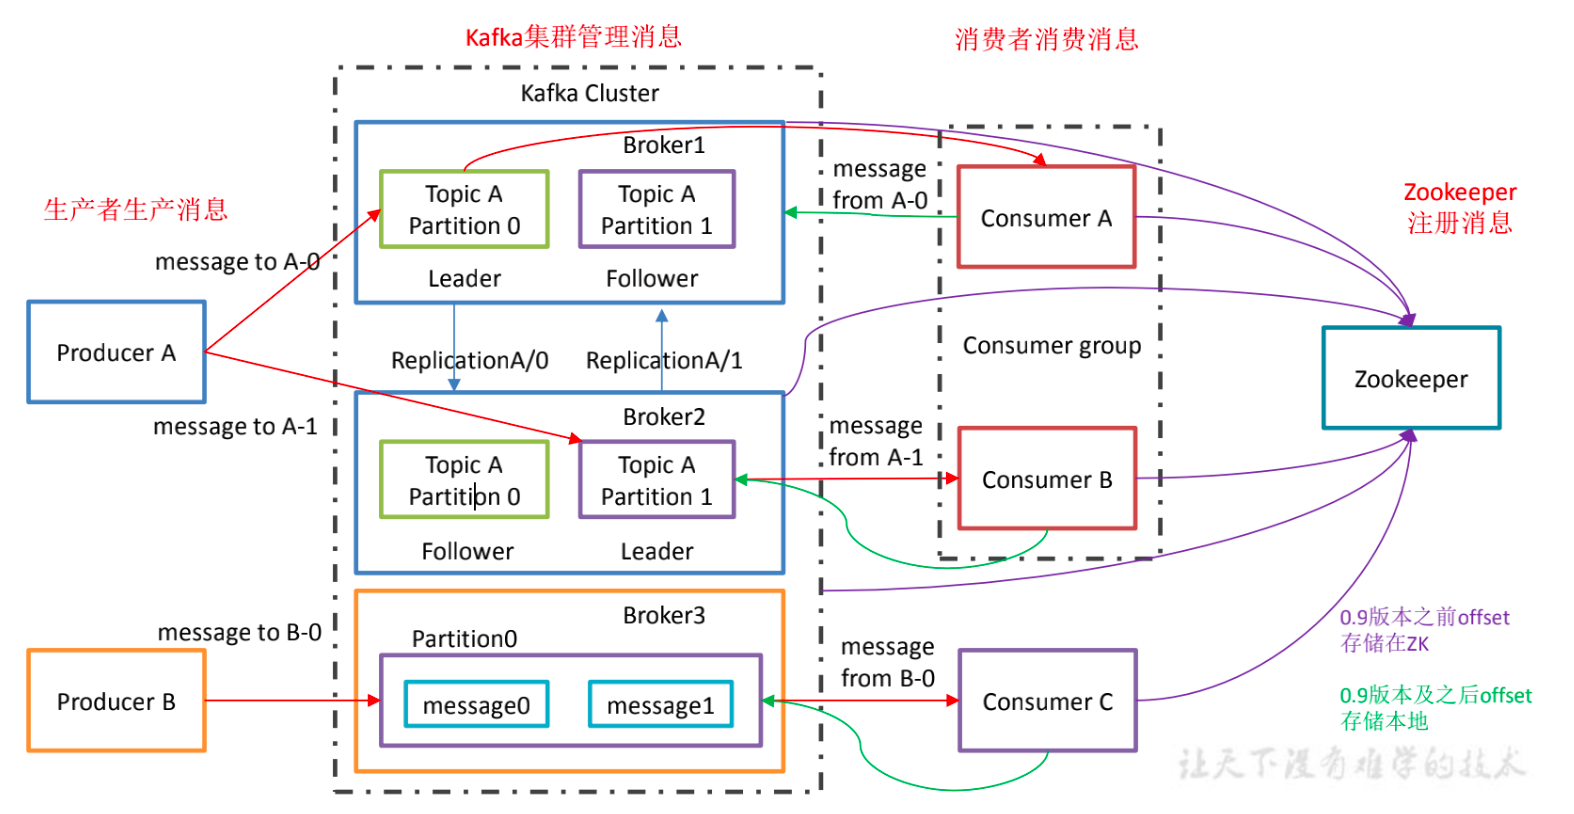 Kafka集群管理消息
消费者消费消息
Kafka Cluster
Broker1
Topic A
Partition 0
Topic A
Partition 1
Leader
Follower
生产者生产消息
message to A-0
Producer A
message to A-1
ReplicationA/0
ReplicationA/1
Broker2
Topic A
Partition 0
Topic A
Partition 1
Follower
Leader
message to B-0
Producer B
Broker3
Partition0
message0
message1
message
from A-0
Consumer A
Consumer group
message
from A-1
Consumer B
message
from B-0
Consumer C
Zookeeper
注册消息
Zookeeper
0.9版本之前offset
存储在ZK
0.9版本及之后offset
存储本地
让天下没有难学的技术